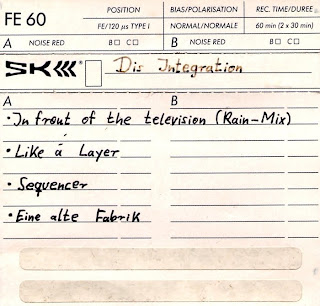 FE 60
POSITION
FE/120 µs TYPE I
BIAS/POLARISATION
NORMAL/NORMALE
REC. TIME/DUREE
60 min (2 x 30 min)
A NOISE RED. B□ C□
B NOISE RED. B□ C□
SK Dis Integration
A B
· In front of the television (Rain-Mix)
· Like a Layer
· Sequencer
· Eine alte Fabrik